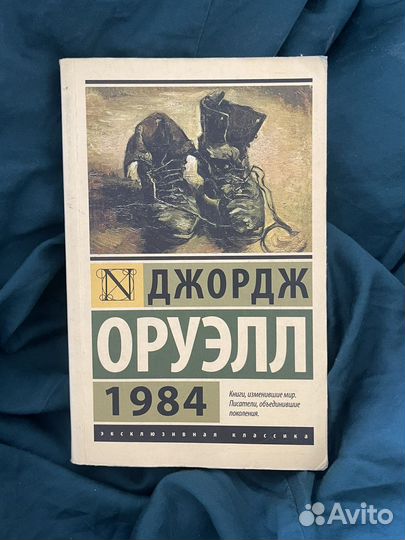 N
ДЖОРДЖ
ОРУЭЛЛ
1984
Книги, изменившие мир.
Писатели, объединившие
поколения.
эксклюзивная классика
Avito